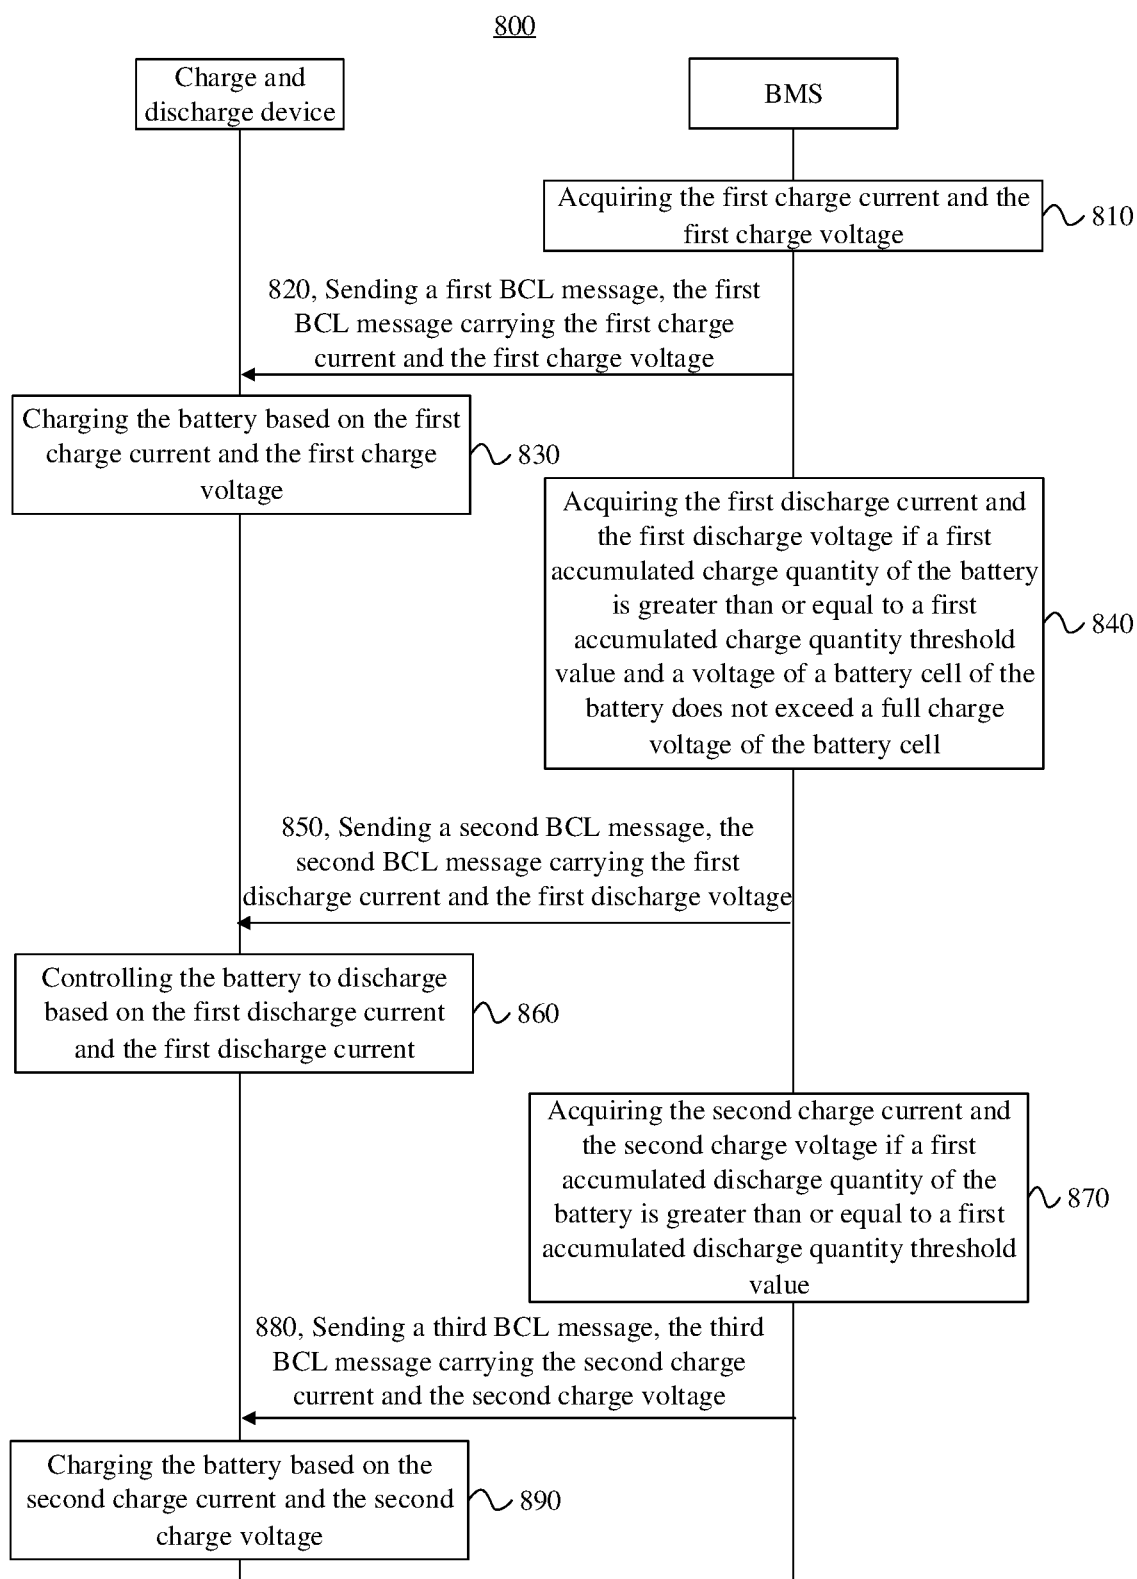 800
Charge and
discharge device
BMS
Acquiring the first charge current and the
first charge voltage
810
820, Sending a first BCL message, the first
BCL message carrying the first charge
current and the first charge voltage
Charging the battery based on the first
charge current and the first charge
voltage
830
Acquiring the first discharge current and
the first discharge voltage if a first
accumulated charge quantity of the battery
is greater than or equal to a first
accumulated charge quantity threshold
value and a voltage of a battery cell of the
battery does not exceed a full charge
voltage of the battery cell
840
850, Sending a second BCL message, the
second BCL message carrying the first
discharge current and the first discharge voltage
Controlling the battery to discharge
based on the first discharge current
and the first discharge current
860
Acquiring the second charge current and
the second charge voltage if a first
accumulated discharge quantity of the
battery is greater than or equal to a first
accumulated discharge quantity threshold
value
870
880, Sending a third BCL message, the third
BCL message carrying the second charge
current and the second charge voltage
Charging the battery based on the
second charge current and the second
charge voltage
890